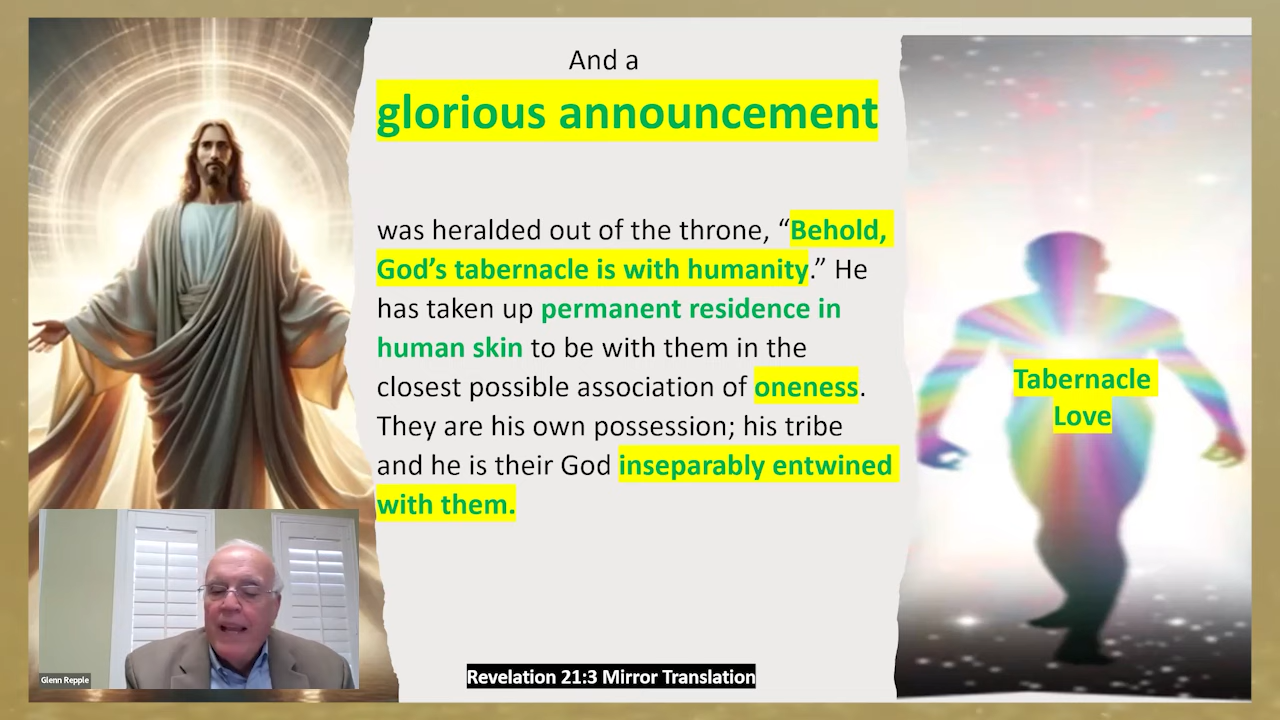 And a
glorious announcement
was heralded out of the throne, “Behold,
God’s tabernacle is with humanity.” He
has taken up permanent residence in
human skin to be with them in the
closest possible association of oneness.
They are his own possession; his tribe
and he is their God inseparably entwined
with them.
Tabernacle
Love
Glenn Repple
Revelation 21:3 Mirror Translation